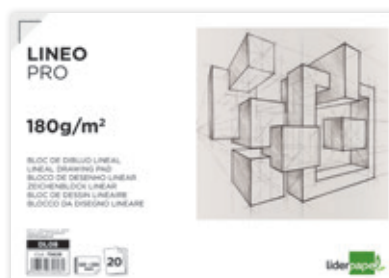 LINEO
PRO
180g/m²
BLOC DE DIBUJO LINEAL
LINEAL DRAWING PAD
BLOCO DE DESENHO LINEAR
ZEICHENBLOCK LINEAR
BLOC DE DESSIN LINEAIRE
BLOCCO DA DISEGNO LINEARE
DL08
20
liderpapel